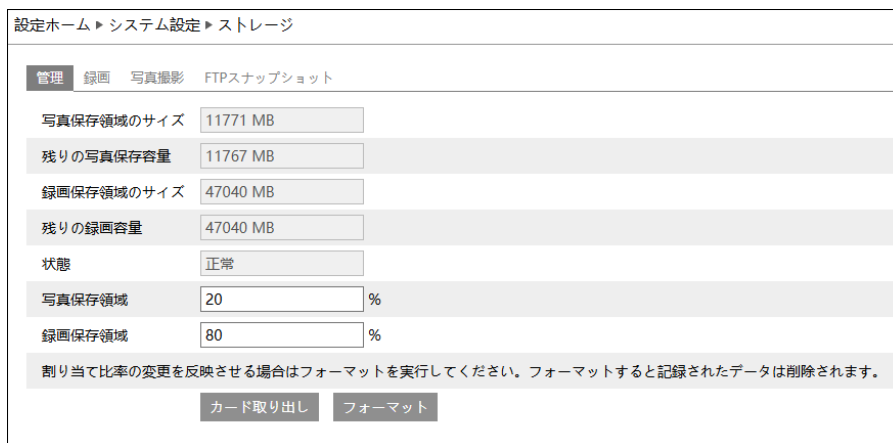 設定ホーム ▶ システム設定 ▶ ストレージ
管理 録画 写真撮影 FTPスナップショット
写真保存領域のサイズ 11771 MB
残りの写真保存容量 11767 MB
録画保存領域のサイズ 47040 MB
残りの録画容量 47040 MB
状態 正常
写真保存領域 20 %
録画保存領域 80 %
割り当て比率の変更を反映させる場合はフォーマットを実行してください。フォーマットすると記録されたデータは削除されます。
カード取り出し フォーマット